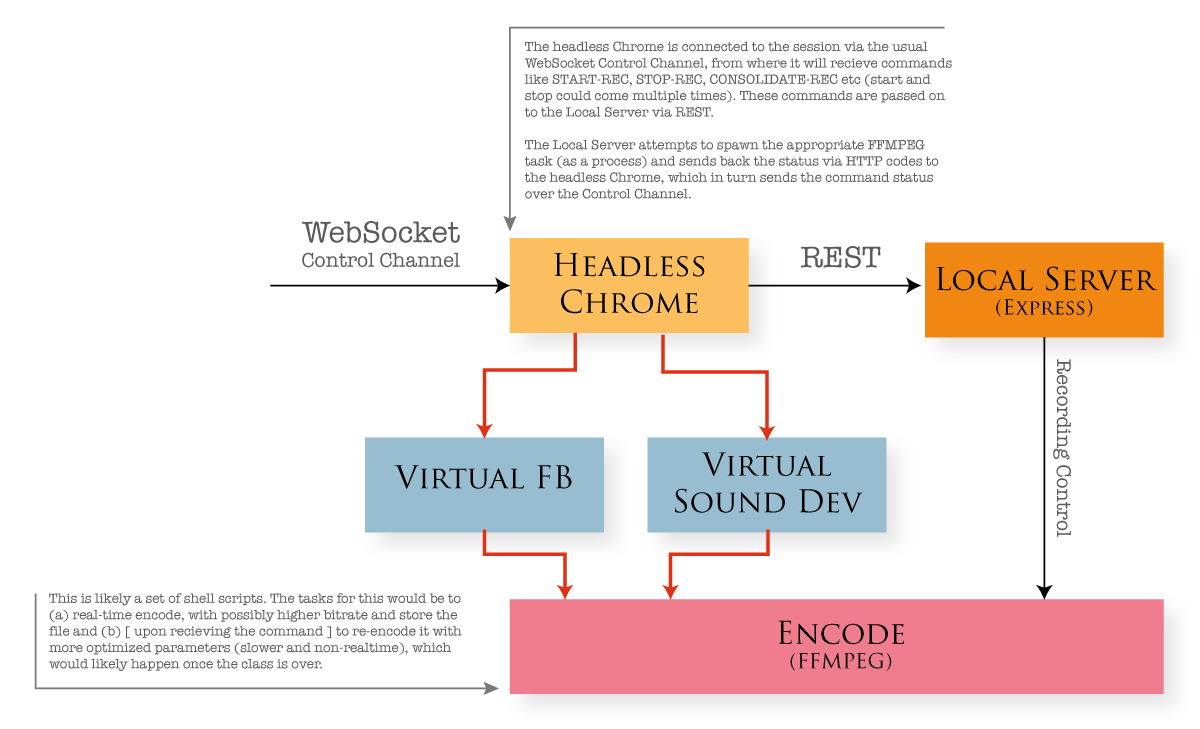 The headless Chrome is connected to the session via the usual
WebSocket Control Channel, from where it will recieve commands
like START-REC, STOP-REC, CONSOLIDATE-REC etc (start and
stop could come multiple times). These commands are passed on
to the Local Server via REST.
The Local Server attempts to spawn the appropriate FFMPEG
task (as a process) and sends back the status via HTTP codes to
the headless Chrome, which in turn sends the command status
over the Control Channel.
WebSocket
Control Channel
Headless
Chrome
REST
Local Server
(Express)
Recording Control
Virtual FB
Virtual
Sound Dev
This is likely a set of shell scripts. The tasks for this would be to
(a) real-time encode, with possibly higher bitrate and store the
file and (b) [ upon recieving the command ] to re-encode it with
more optimized parameters (slower and non-realtime), which
would likely happen once the class is over.
Encode
(FFMPEG)